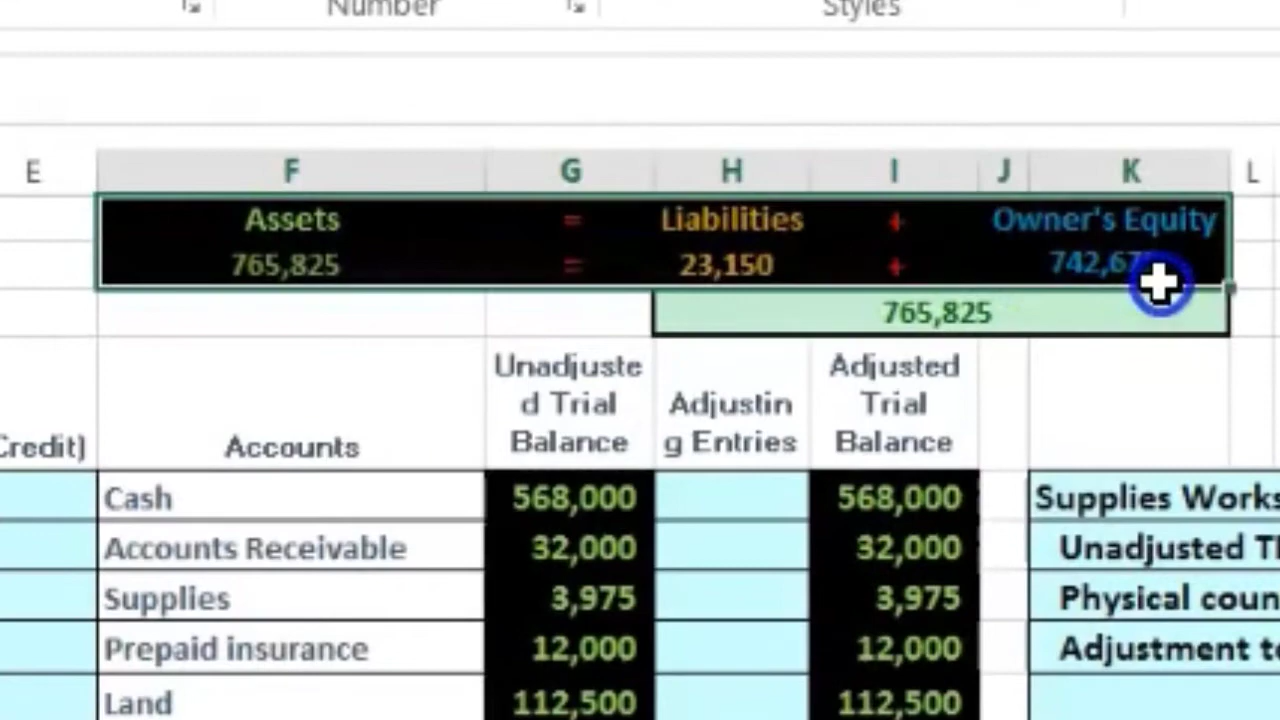 Number Styles
E F G H I J K L
Assets = Liabilities + Owner's Equity
765,825 = 23,150 +
765,825
Credit) Accounts Unadjuste
d Trial
Balance Adjustin
g Entries Adjusted
Trial
Balance
Cash 568,000 568,000 Supplies Works
Accounts Receivable 32,000 32,000 Unadjusted T
Supplies 3,975 3,975 Physical coun
Prepaid insurance 12,000 12,000 Adjustment t
Land 112,500 112,500